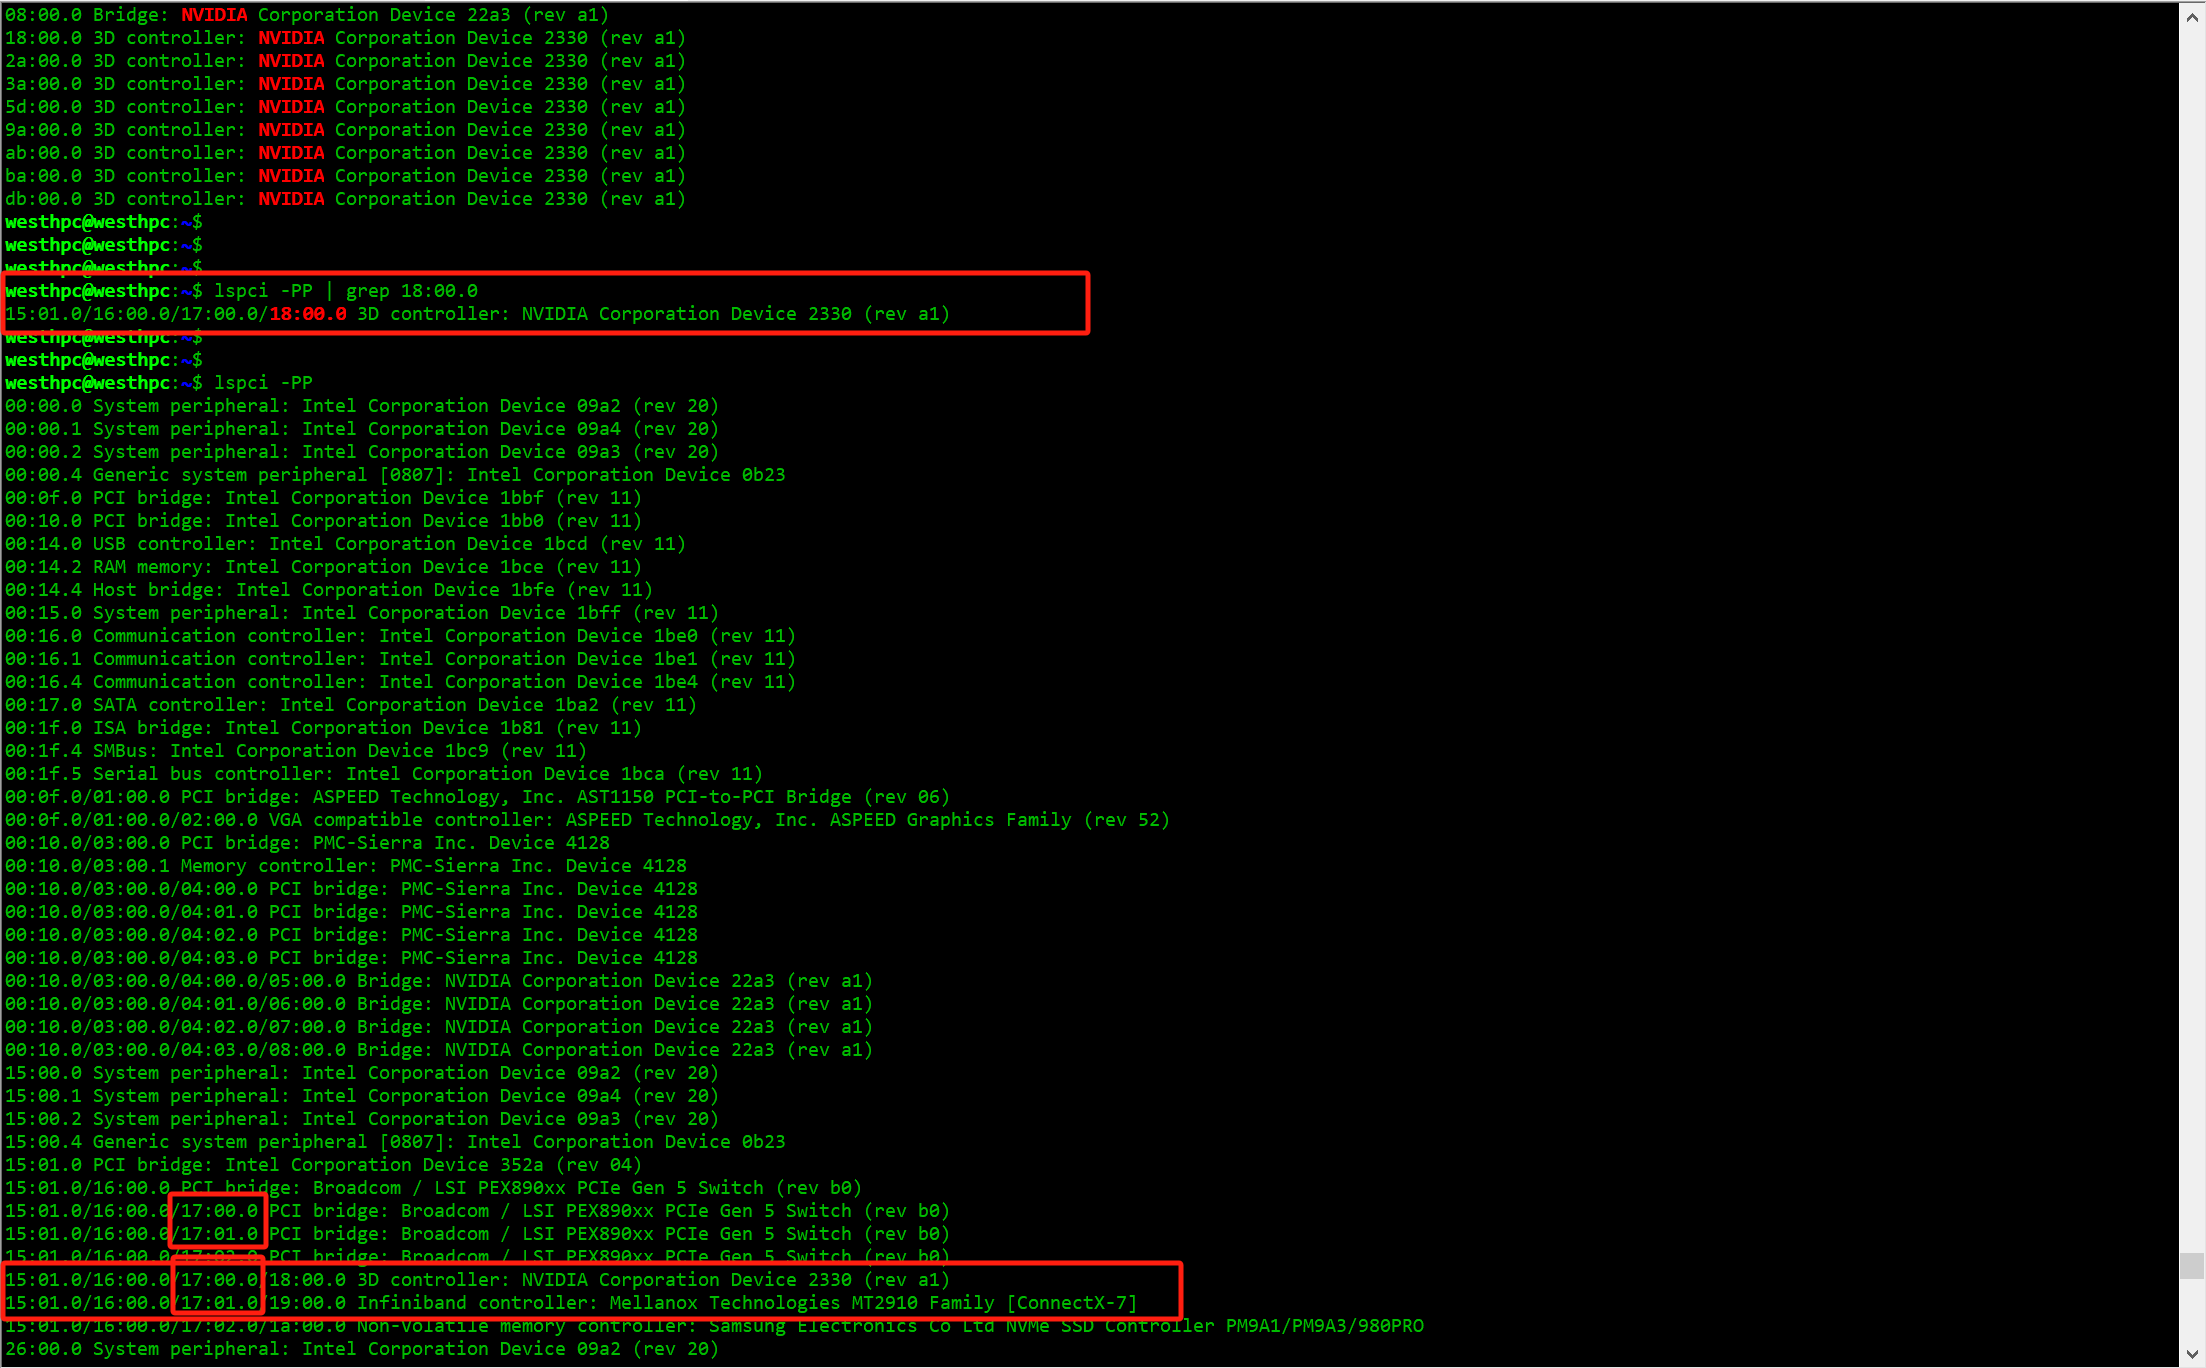 08:00.0 Bridge: NVIDIA Corporation Device 22a3 (rev a1)
18:00.0 3D controller: NVIDIA Corporation Device 2330 (rev a1)
2a:00.0 3D controller: NVIDIA Corporation Device 2330 (rev a1)
3a:00.0 3D controller: NVIDIA Corporation Device 2330 (rev a1)
5d:00.0 3D controller: NVIDIA Corporation Device 2330 (rev a1)
9a:00.0 3D controller: NVIDIA Corporation Device 2330 (rev a1)
ab:00.0 3D controller: NVIDIA Corporation Device 2330 (rev a1)
ba:00.0 3D controller: NVIDIA Corporation Device 2330 (rev a1)
db:00.0 3D controller: NVIDIA Corporation Device 2330 (rev a1)
westhpc@westhpc:~$
westhpc@westhpc:~$
westhpc@westhpc:~$
westhpc@westhpc:~$ lspci -PP | grep 18:00.0
15:01.0/16:00.0/17:00.0/18:00.0 3D controller: NVIDIA Corporation Device 2330 (rev a1)
westhpc@westhpc:~$
westhpc@westhpc:~$
westhpc@westhpc:~$ lspci -PP
00:00.0 System peripheral: Intel Corporation Device 09a2 (rev 20)
00:00.1 System peripheral: Intel Corporation Device 09a4 (rev 20)
00:00.2 System peripheral: Intel Corporation Device 09a3 (rev 20)
00:00.4 Generic system peripheral [0807]: Intel Corporation Device 0b23
00:0f.0 PCI bridge: Intel Corporation Device 1bbf (rev 11)
00:10.0 PCI bridge: Intel Corporation Device 1bb0 (rev 11)
00:14.0 USB controller: Intel Corporation Device 1bcd (rev 11)
00:14.2 RAM memory: Intel Corporation Device 1bce (rev 11)
00:14.4 Host bridge: Intel Corporation Device 1bfe (rev 11)
00:15.0 System peripheral: Intel Corporation Device 1bff (rev 11)
00:16.0 Communication controller: Intel Corporation Device 1be0 (rev 11)
00:16.1 Communication controller: Intel Corporation Device 1be1 (rev 11)
00:16.4 Communication controller: Intel Corporation Device 1be4 (rev 11)
00:17.0 SATA controller: Intel Corporation Device 1ba2 (rev 11)
00:1f.0 ISA bridge: Intel Corporation Device 1b81 (rev 11)
00:1f.4 SMBus: Intel Corporation Device 1bc9 (rev 11)
00:1f.5 Serial bus controller: Intel Corporation Device 1bca (rev 11)
00:0f.0/01:00.0 PCI bridge: ASPEED Technology, Inc. AST1150 PCI-to-PCI Bridge (rev 06)
00:0f.0/01:00.0/02:00.0 VGA compatible controller: ASPEED Technology, Inc. ASPEED Graphics Family (rev 52)
00:10.0/03:00.0 PCI bridge: PMC-Sierra Inc. Device 4128
00:10.0/03:00.1 Memory controller: PMC-Sierra Inc. Device 4128
00:10.0/03:00.0/04:00.0 PCI bridge: PMC-Sierra Inc. Device 4128
00:10.0/03:00.0/04:01.0 PCI bridge: PMC-Sierra Inc. Device 4128
00:10.0/03:00.0/04:02.0 PCI bridge: PMC-Sierra Inc. Device 4128
00:10.0/03:00.0/04:03.0 PCI bridge: PMC-Sierra Inc. Device 4128
00:10.0/03:00.0/04:00.0/05:00.0 Bridge: NVIDIA Corporation Device 22a3 (rev a1)
00:10.0/03:00.0/04:01.0/06:00.0 Bridge: NVIDIA Corporation Device 22a3 (rev a1)
00:10.0/03:00.0/04:02.0/07:00.0 Bridge: NVIDIA Corporation Device 22a3 (rev a1)
00:10.0/03:00.0/04:03.0/08:00.0 Bridge: NVIDIA Corporation Device 22a3 (rev a1)
15:00.0 System peripheral: Intel Corporation Device 09a2 (rev 20)
15:00.1 System peripheral: Intel Corporation Device 09a4 (rev 20)
15:00.2 System peripheral: Intel Corporation Device 09a3 (rev 20)
15:00.4 Generic system peripheral [0807]: Intel Corporation Device 0b23
15:01.0 PCI bridge: Intel Corporation Device 352a (rev 04)
15:01.0/16:00.0 PCI bridge: Broadcom / LSI PEX890xx PCIe Gen 5 Switch (rev b0)
15:01.0/16:00.0/17:00.0 PCI bridge: Broadcom / LSI PEX890xx PCIe Gen 5 Switch (rev b0)
15:01.0/16:00.0/17:01.0 PCI bridge: Broadcom / LSI PEX890xx PCIe Gen 5 Switch (rev b0)
15:01.0/16:00.0/17:02.0 PCI bridge: Broadcom / LSI PEX890xx PCIe Gen 5 Switch (rev b0)
15:01.0/16:00.0/17:00.0/18:00.0 3D controller: NVIDIA Corporation Device 2330 (rev a1)
15:01.0/16:00.0/17:01.0/19:00.0 Infiniband controller: Mellanox Technologies MT2910 Family [ConnectX-7]
15:01.0/16:00.0/17:02.0/1a:00.0 Non-Volatile memory controller: Samsung Electronics Co Ltd NVMe SSD Controller PM9A1/PM9A3/980PRO
26:00.0 System peripheral: Intel Corporation Device 09a2 (rev 20)